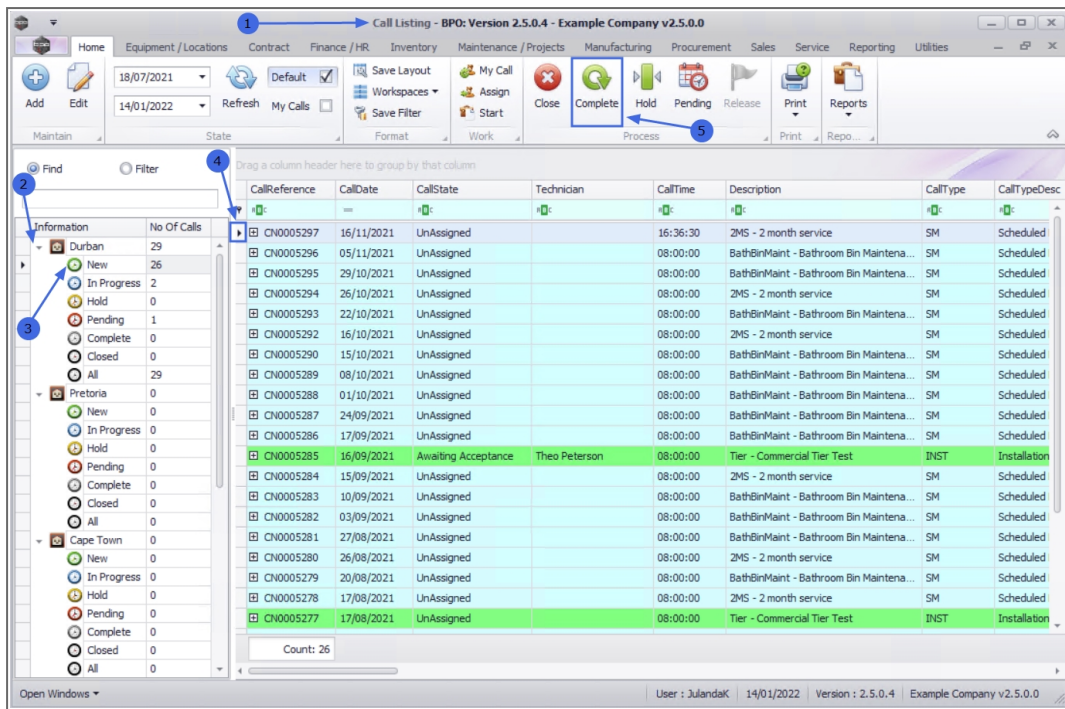 1
Call Listing - BPO: Version 2.5.0.4 - Example Company v2.5.0.0
Home Equipment / Locations Contract Finance / HR Inventory Maintenance / Projects Manufacturing Procurement Sales Service Reporting Utilities
Add Edit 18/07/2021 14/01/2022 Refresh Default My Calls Save Layout Workspaces Save Filter My Call Assign Start Close Complete Hold Pending Release Print Reports
5
Maintain State Format Work Process Print Repo...
Find Filter
4
Drag a column header here to group by that column
2
CallReference CallDate CallState Technician CallTime Description CallType CallTypeDesc
Information No Of Calls
Durban 29
New 26
In Progress 2
Hold 0
3
Pending 1
Complete 0
Closed 0
All 29
Pretoria 0
New 0
In Progress 0
Hold 0
Pending 0
Complete 0
Closed 0
All 0
Cape Town 0
New 0
In Progress 0
Hold 0
Pending 0
Complete 0
Closed 0
All 0
CN0005297 16/11/2021 UnAssigned 16:36:30 2MS - 2 month service SM Scheduled
CN0005296 05/11/2021 UnAssigned 08:00:00 BathBinMaint - Bathroom Bin Maintena... SM Scheduled
CN0005295 29/10/2021 UnAssigned 08:00:00 BathBinMaint - Bathroom Bin Maintena... SM Scheduled
CN0005294 26/10/2021 UnAssigned 08:00:00 2MS - 2 month service SM Scheduled
CN0005293 22/10/2021 UnAssigned 08:00:00 BathBinMaint - Bathroom Bin Maintena... SM Scheduled
CN0005292 16/10/2021 UnAssigned 08:00:00 2MS - 2 month service SM Scheduled
CN0005290 15/10/2021 UnAssigned 08:00:00 BathBinMaint - Bathroom Bin Maintena... SM Scheduled
CN0005289 08/10/2021 UnAssigned 08:00:00 BathBinMaint - Bathroom Bin Maintena... SM Scheduled
CN0005288 01/10/2021 UnAssigned 08:00:00 BathBinMaint - Bathroom Bin Maintena... SM Scheduled
CN0005287 24/09/2021 UnAssigned 08:00:00 BathBinMaint - Bathroom Bin Maintena... SM Scheduled
CN0005286 17/09/2021 UnAssigned 08:00:00 BathBinMaint - Bathroom Bin Maintena... SM Scheduled
CN0005285 16/09/2021 Awaiting Acceptance Theo Peterson 08:00:00 Tier - Commercial Tier Test INST Installation
CN0005284 15/09/2021 UnAssigned 08:00:00 2MS - 2 month service SM Scheduled
CN0005283 10/09/2021 UnAssigned 08:00:00 BathBinMaint - Bathroom Bin Maintena... SM Scheduled
CN0005282 03/09/2021 UnAssigned 08:00:00 BathBinMaint - Bathroom Bin Maintena... SM Scheduled
CN0005281 27/08/2021 UnAssigned 08:00:00 BathBinMaint - Bathroom Bin Maintena... SM Scheduled
CN0005280 26/08/2021 UnAssigned 08:00:00 2MS - 2 month service SM Scheduled
CN0005279 20/08/2021 UnAssigned 08:00:00 BathBinMaint - Bathroom Bin Maintena... SM Scheduled
CN0005278 17/08/2021 UnAssigned 08:00:00 2MS - 2 month service SM Scheduled
CN0005277 17/08/2021 UnAssigned 08:00:00 Tier - Commercial Tier Test INST Installation
Count: 26
Open Windows User : JulandaK 14/01/2022 Version : 2.5.0.4 Example Company v2.5.0.0